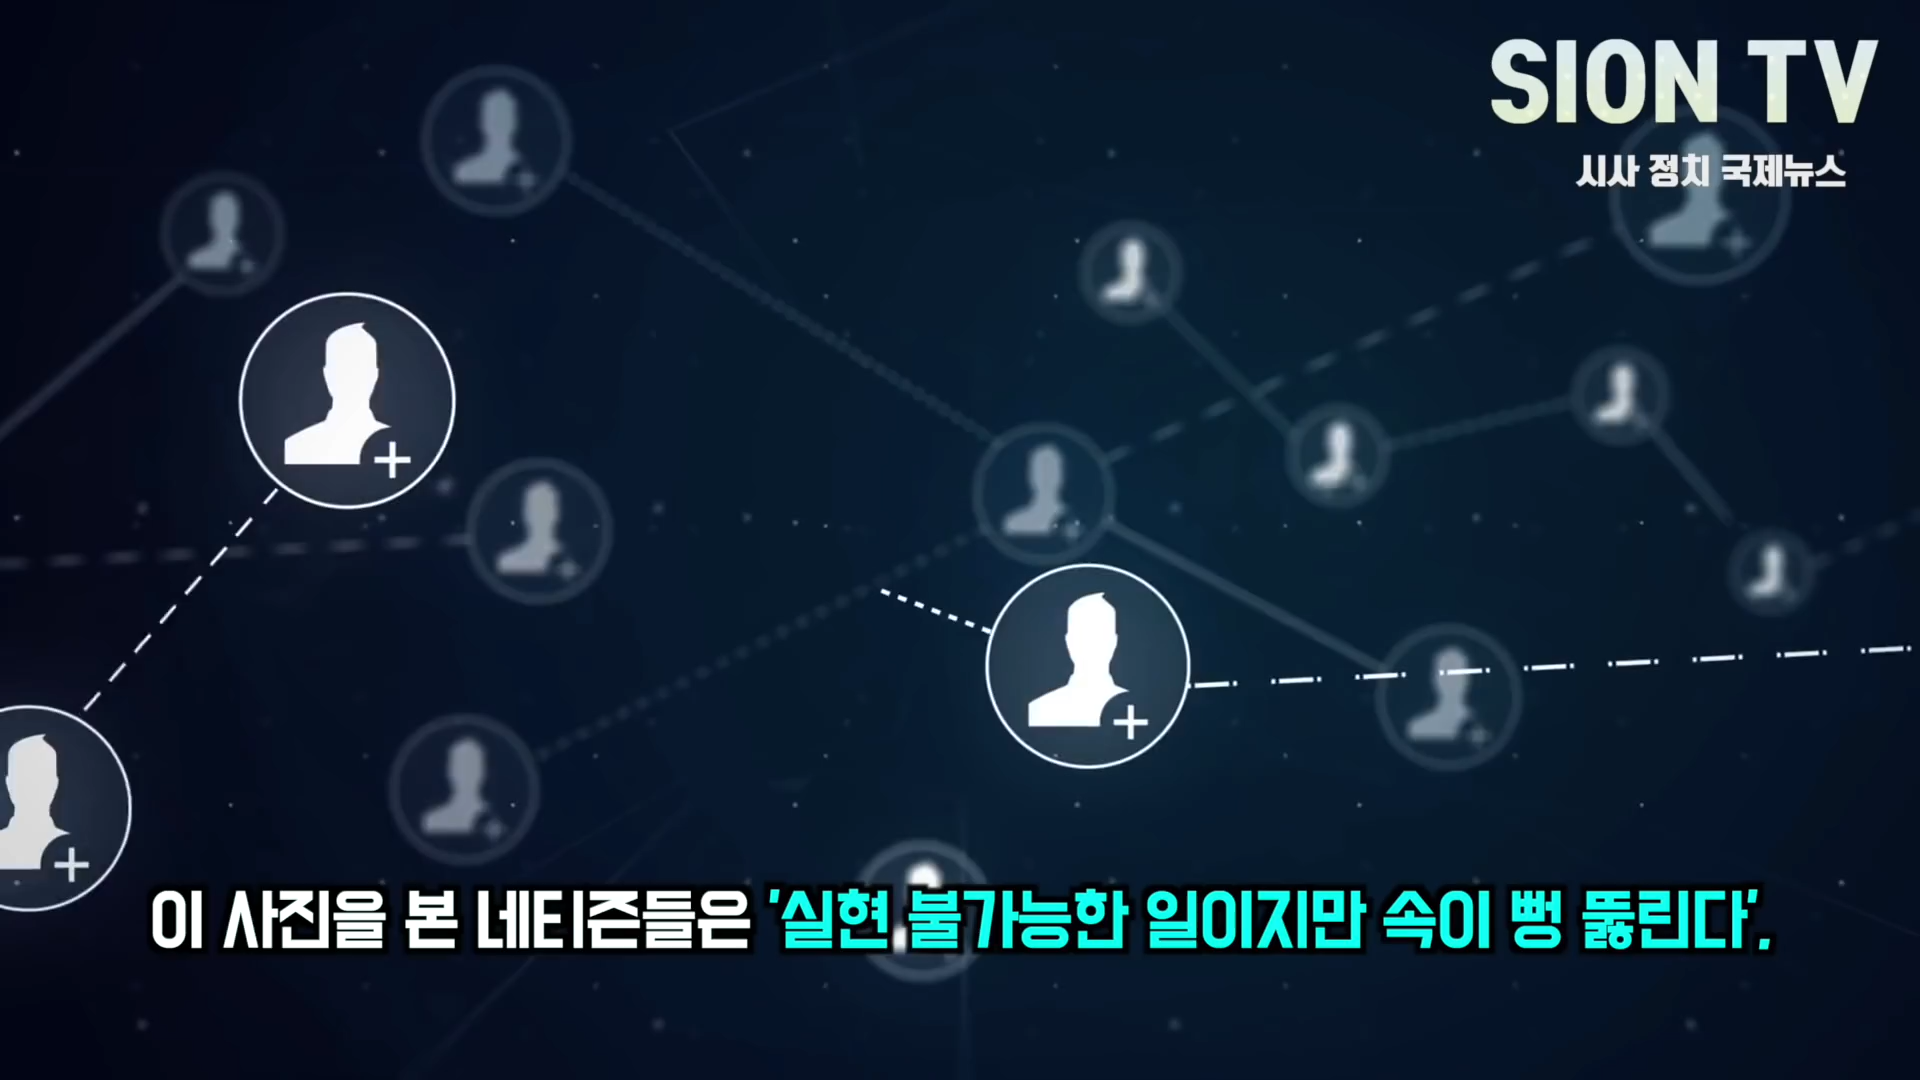 SION TV
시사 정치 국제뉴스
이 사진을 본 네티즌들은 '실현 불가능한 일이지만 속이 뻥 뚫린다',